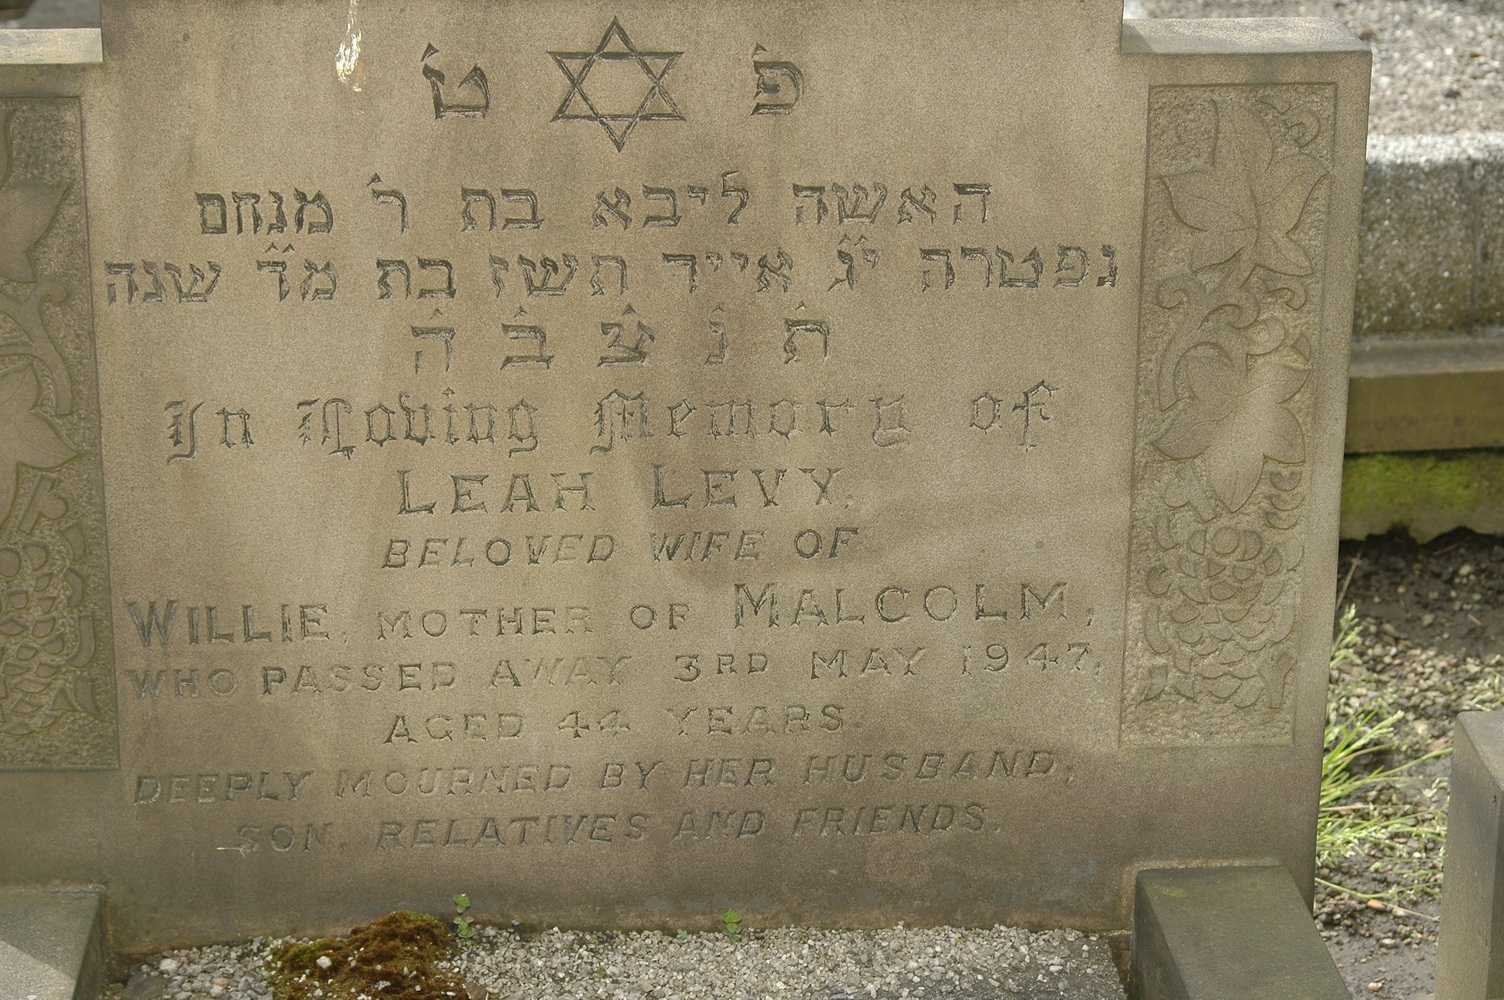 פ̇ ט̇
האשה ליבא בת ר׳ מנחם
נפטרה י״ג אייר תשז בת מ״ד שנה
ת̇ נ̇ צ̇ ב̇ ה̇
In Loving Memory of
LEAH LEVY.
BELOVED WIFE OF
WILLIE, MOTHER OF MALCOLM,
WHO PASSED AWAY 3RD MAY 1947,
AGED 44 YEARS.
DEEPLY MOURNED BY HER HUSBAND,
SON, RELATIVES AND FRIENDS.